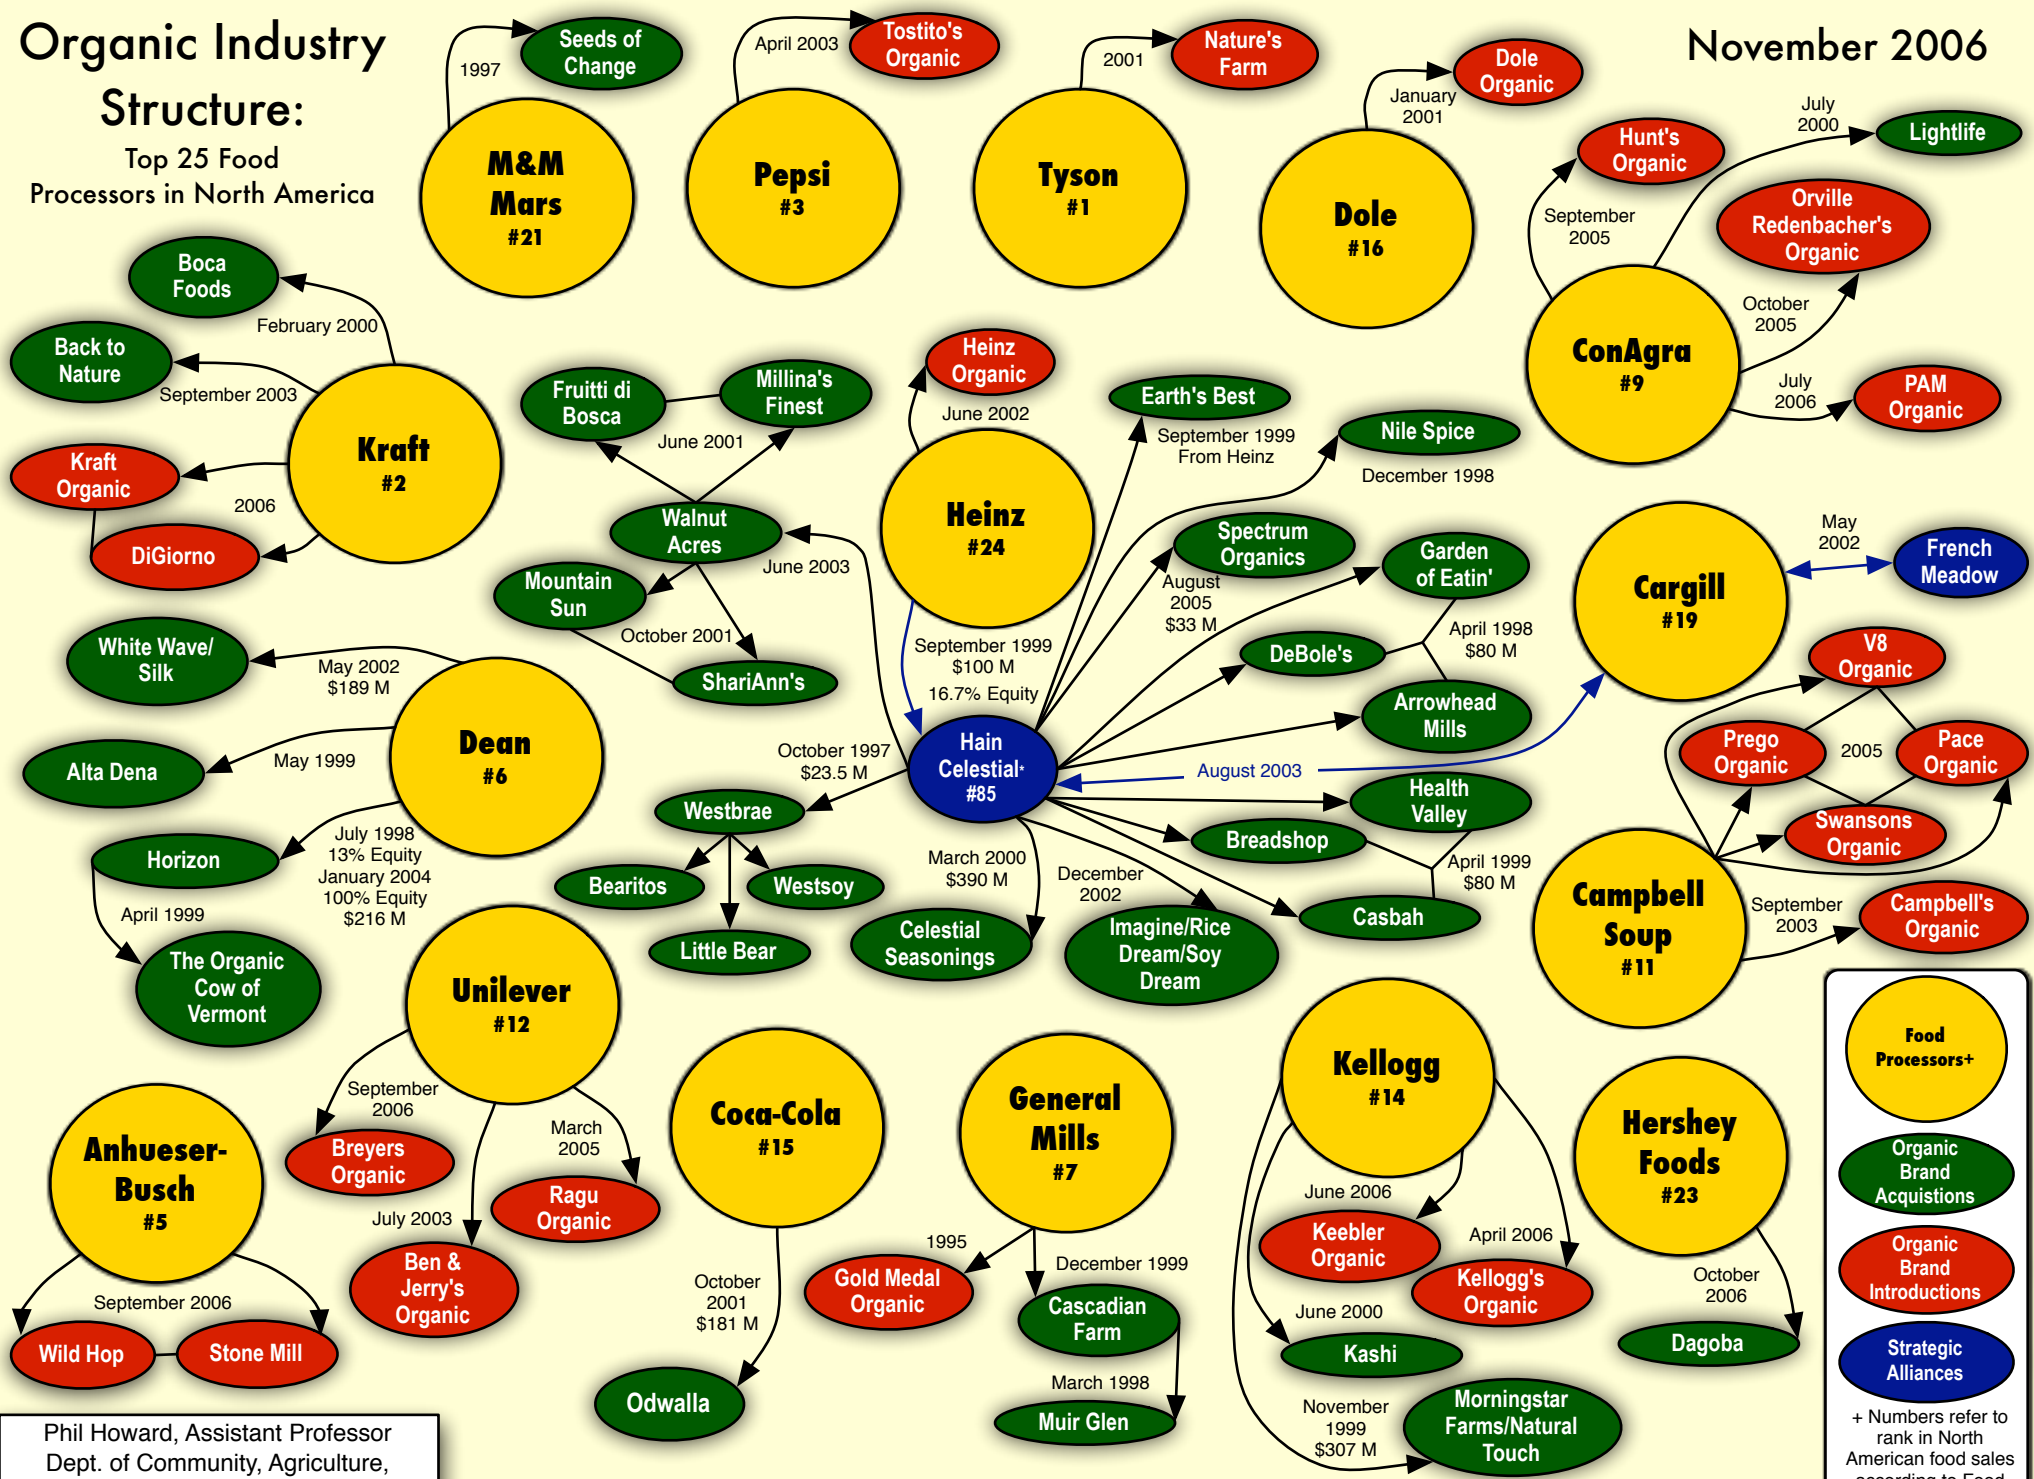 Organic Industry
Structure:
Top 25 Food
Processors in North America
November 2006
1997
Seeds of
Change
M&M
Mars
#21
April 2003
Tostito's
Organic
Pepsi
#3
2001
Nature's
Farm
Tyson
#1
January
2001
Dole
Organic
Dole
#16
Hunt's
Organic
July
2000
Lightlife
September
2005
Orville
Redenbacher's
Organic
October
2005
ConAgra
#9
July
2006
PAM
Organic
Boca
Foods
February 2000
Back to
Nature
September 2003
Kraft
#2
Kraft
Organic
2006
DiGiorno
Fruitti di
Bosca
Millina's
Finest
June 2001
Walnut
Acres
June 2003
Mountain
Sun
October 2001
ShariAnn's
Heinz
Organic
June 2002
Heinz
#24
September 1999
$100 M
16.7% Equity
Earth's Best
September 1999
From Heinz
Nile Spice
December 1998
Spectrum
Organics
August
2005
$33 M
Garden
of Eatin'
DeBole's
April 1998
$80 M
Arrowhead
Mills
Cargill
#19
May
2002
French
Meadow
August 2003
Hain
Celestial*
#85
October 1997
$23.5 M
Westbrae
Bearitos
Westsoy
Little Bear
March 2000
$390 M
Celestial
Seasonings
December
2002
Imagine/Rice
Dream/Soy
Dream
Health
Valley
Breadshop
April 1999
$80 M
Casbah
White Wave/
Silk
May 2002
$189 M
Dean
#6
Alta Dena
May 1999
Horizon
July 1998
13% Equity
January 2004
100% Equity
$216 M
April 1999
The Organic
Cow of
Vermont
V8
Organic
Prego
Organic
2005
Pace
Organic
Swansons
Organic
Campbell
Soup
#11
September
2003
Campbell's
Organic
Unilever
#12
September
2006
Breyers
Organic
March
2005
Ragu
Organic
July 2003
Ben &
Jerry's
Organic
Anhueser-
Busch
#5
September 2006
Wild Hop
Stone Mill
Coca-Cola
#15
October
2001
$181 M
Odwalla
General
Mills
#7
1995
Gold Medal
Organic
December 1999
Cascadian
Farm
March 1998
Muir Glen
Kellogg
#14
June 2006
Keebler
Organic
April 2006
Kellogg's
Organic
June 2000
Kashi
November
1999
$307 M
Morningstar
Farms/Natural
Touch
Hershey
Foods
#23
October
2006
Dagoba
Food
Processors+
Organic
Brand
Acquistions
Organic
Brand
Introductions
Strategic
Alliances
+ Numbers refer to
rank in North
American food sales
according to Food
Phil Howard, Assistant Professor
Dept. of Community, Agriculture,